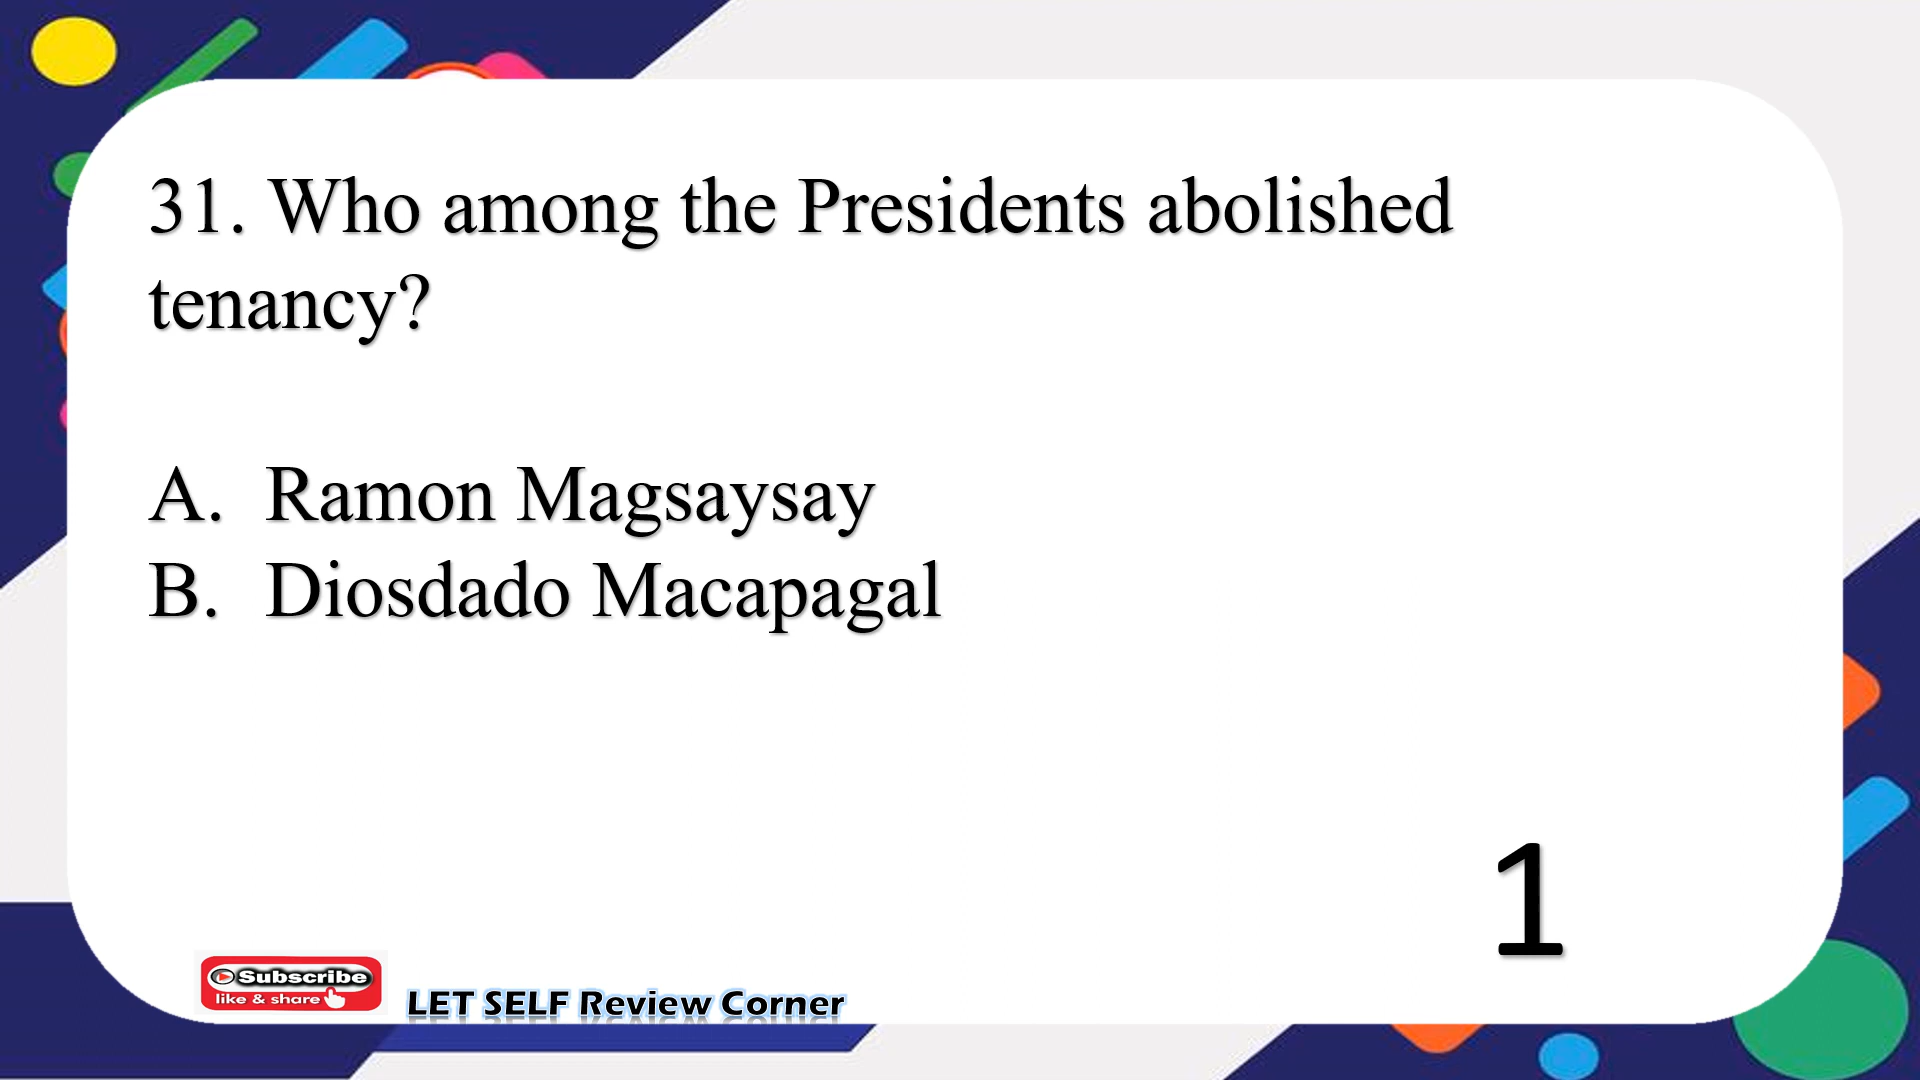 31. Who among the Presidents abolished
tenancy?
A. Ramon Magsaysay
B. Diosdado Macapagal
1
Subscribe
like & share
LET SELF Review Corner